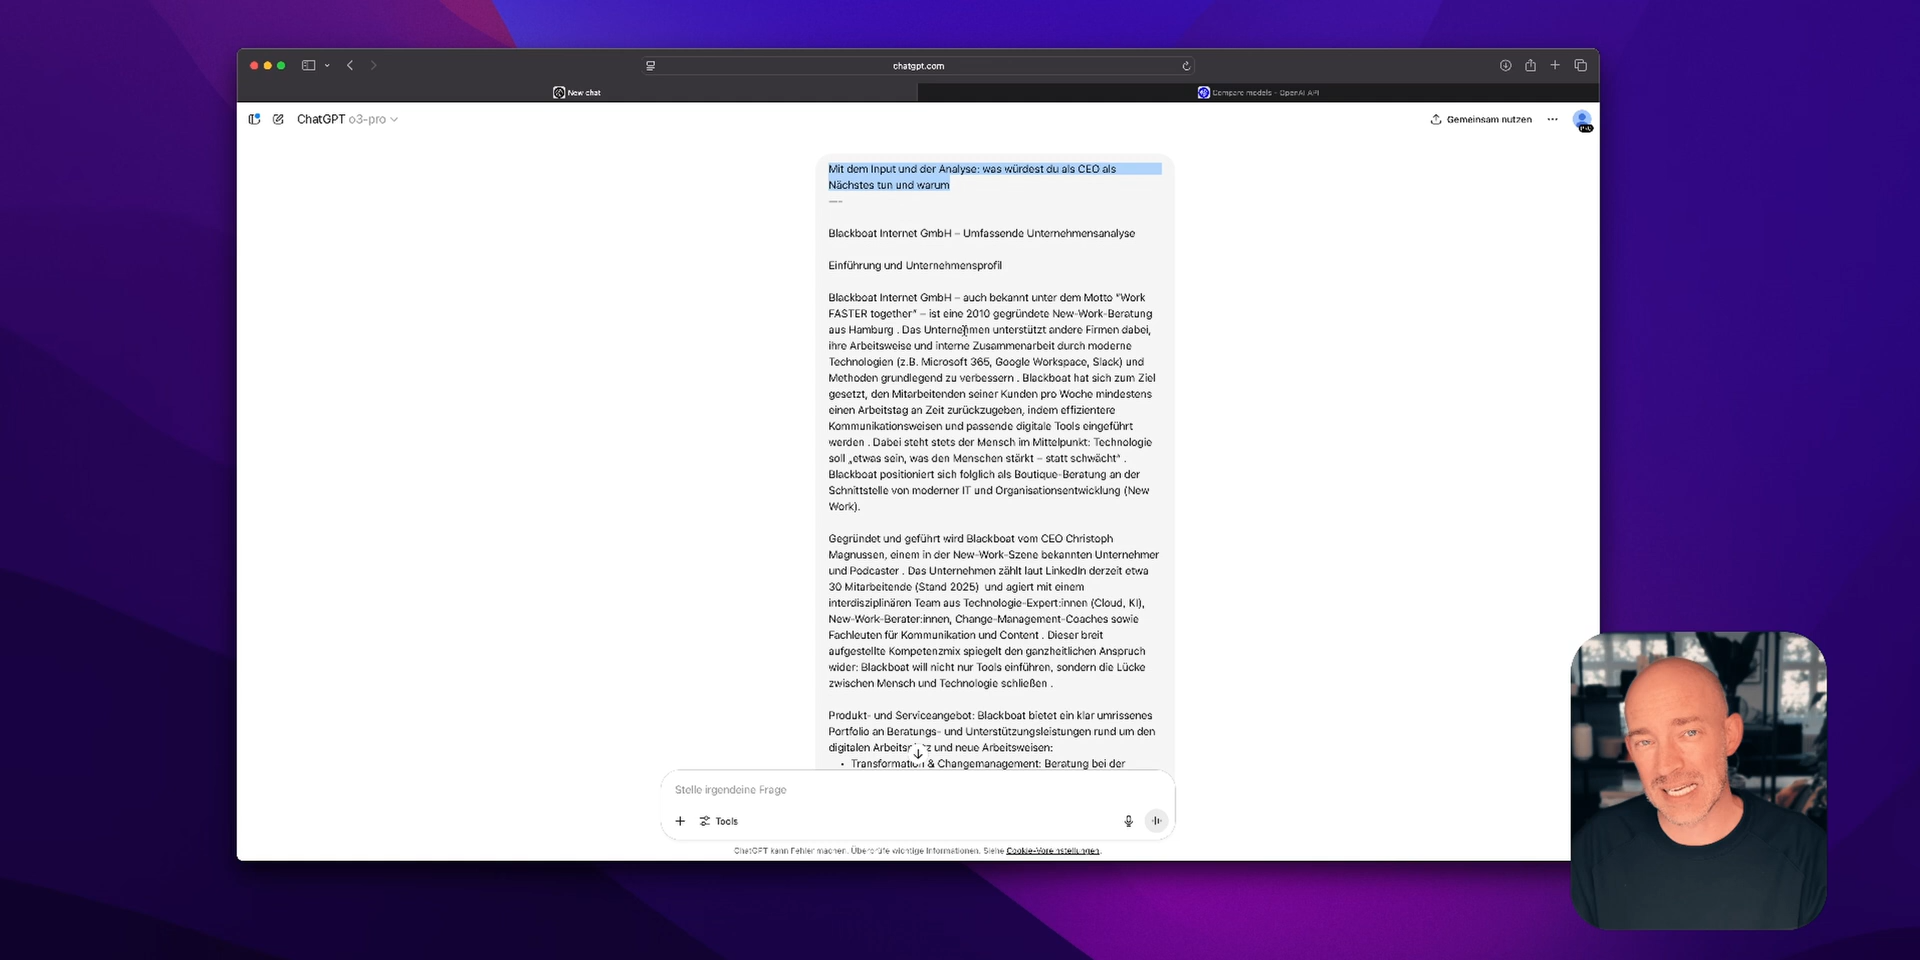 chatgpt.com
New chat
Compare models - OpenAI API
ChatGPT o3-pro
Gemeinsam nutzen
Mit dem Input und der Analyse: was würdest du als CEO als
Nächstes tun und warum
—-
Blackboat Internet GmbH – Umfassende Unternehmensanalyse
Einführung und Unternehmensprofil
Blackboat Internet GmbH – auch bekannt unter dem Motto "Work
FASTER together" – ist eine 2010 gegründete New-Work-Beratung
aus Hamburg . Das Unternehmen unterstützt andere Firmen dabei,
ihre Arbeitsweise und interne Zusammenarbeit durch moderne
Technologien (z.B. Microsoft 365, Google Workspace, Slack) und
Methoden grundlegend zu verbessern . Blackboat hat sich zum Ziel
gesetzt, den Mitarbeitenden seiner Kunden pro Woche mindestens
einen Arbeitstag an Zeit zurückzugeben, indem effizientere
Kommunikationsweisen und passende digitale Tools eingeführt
werden . Dabei steht stets der Mensch im Mittelpunkt: Technologie
soll „etwas sein, was den Menschen stärkt – statt schwächt“ .
Blackboat positioniert sich folglich als Boutique-Beratung an der
Schnittstelle von moderner IT und Organisationsentwicklung (New
Work).
Gegründet und geführt wird Blackboat vom CEO Christoph
Magnussen, einem in der New-Work-Szene bekannten Unternehmer
und Podcaster . Das Unternehmen zählt laut LinkedIn derzeit etwa
30 Mitarbeitende (Stand 2025)  und agiert mit einem
interdisziplinären Team aus Technologie-Expert:innen (Cloud, KI),
New-Work-Berater:innen, Change-Management-Coaches sowie
Fachleuten für Kommunikation und Content . Dieser breit
aufgestellte Kompetenzmix spiegelt den ganzheitlichen Anspruch
wider: Blackboat will nicht nur Tools einführen, sondern die Lücke
zwischen Mensch und Technologie schließen .
Produkt- und Serviceangebot: Blackboat bietet ein klar umrissenes
Portfolio an Beratungs- und Unterstützungsleistungen rund um den
digitalen Arbeitsplatz und neue Arbeitsweisen:
• Transformation & Changemanagement: Beratung bei der
Stelle irgendeine Frage
Tools
ChatGPT kann Fehler machen. Überprüfe wichtige Informationen. Siehe Cookie-Voreinstellungen.